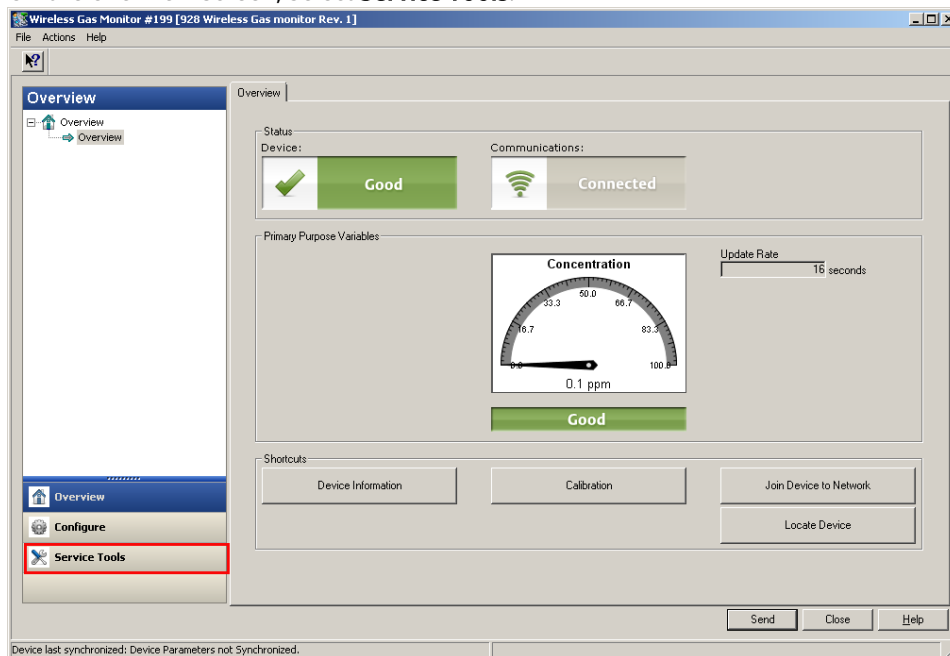 Wireless Gas Monitor #199 [928 Wireless Gas monitor Rev. 1]
File Actions Help
Overview
Overview
Overview
Overview
Status
Device:
Communications:
Good
Connected
Primary Purpose Variables
Concentration
Update Rate
16 seconds
0.0
16.7
33.3
50.0
66.7
83.3
100.0
0.1 ppm
Good
Shortcuts
Device Information
Calibration
Join Device to Network
Locate Device
Overview
Configure
Service Tools
Send
Close
Help
Device last synchronized: Device Parameters not Synchronized.